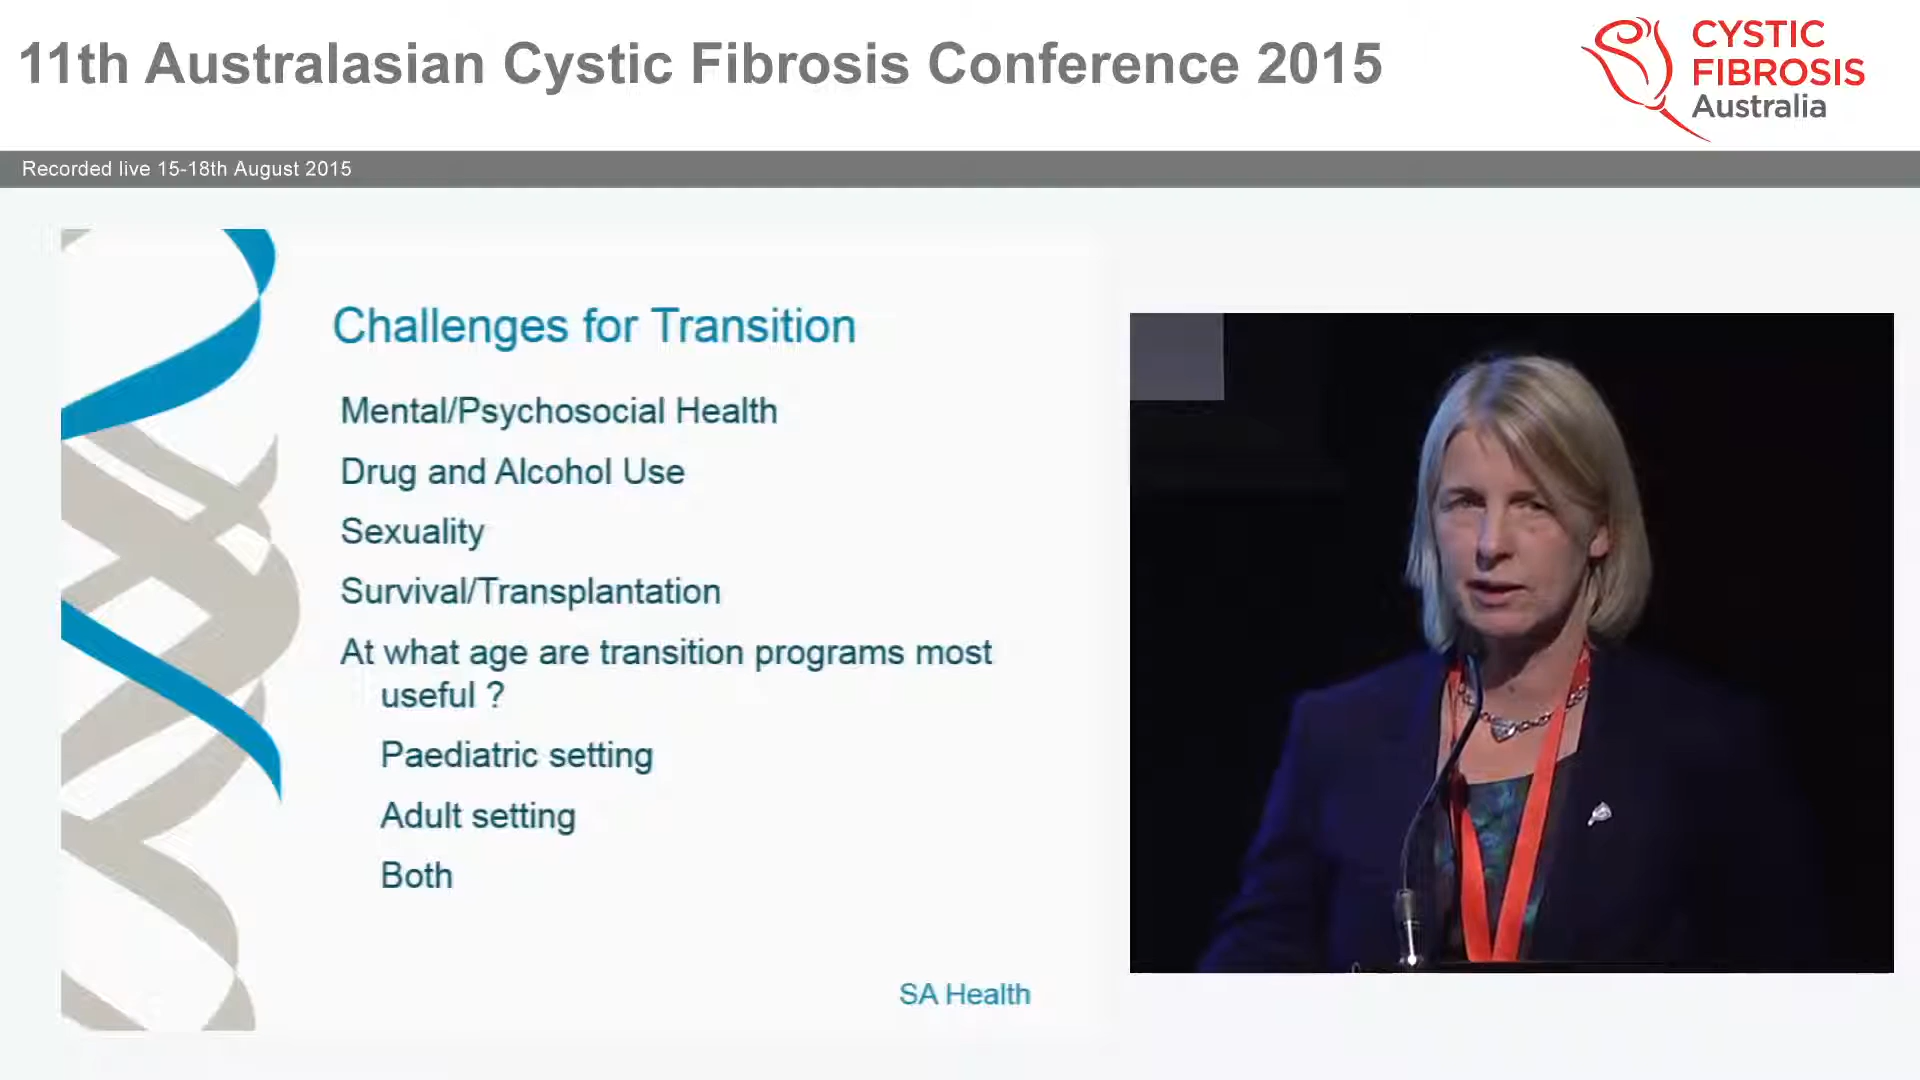 11th Australasian Cystic Fibrosis Conference 2015
CYSTIC
FIBROSIS
Australia
Recorded live 15-18th August 2015
Challenges for Transition
Mental/Psychosocial Health
Drug and Alcohol Use
Sexuality
Survival/Transplantation
At what age are transition programs most
useful ?
Paediatric setting
Adult setting
Both
SA Health